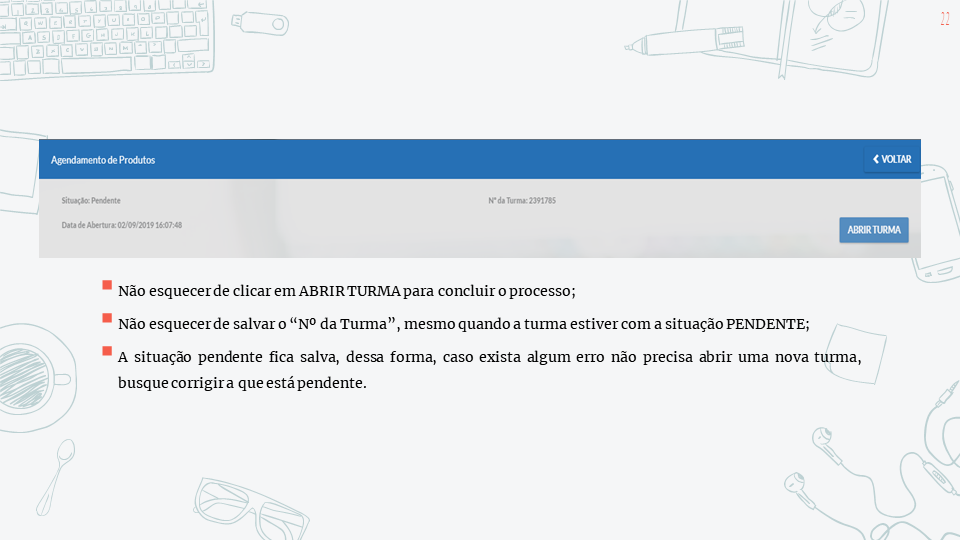 22
Agendamento de Produtos
VOLTAR
Situação: Pendente
Nº da Turma: 2391785
Data de Abertura: 02/09/2019 16:07:48
ABRIR TURMA
Não esquecer de clicar em ABRIR TURMA para concluir o processo;
Não esquecer de salvar o “Nº da Turma”, mesmo quando a turma estiver com a situação PENDENTE;
A situação pendente fica salva, dessa forma, caso exista algum erro não precisa abrir uma nova turma,
busque corrigir a que está pendente.